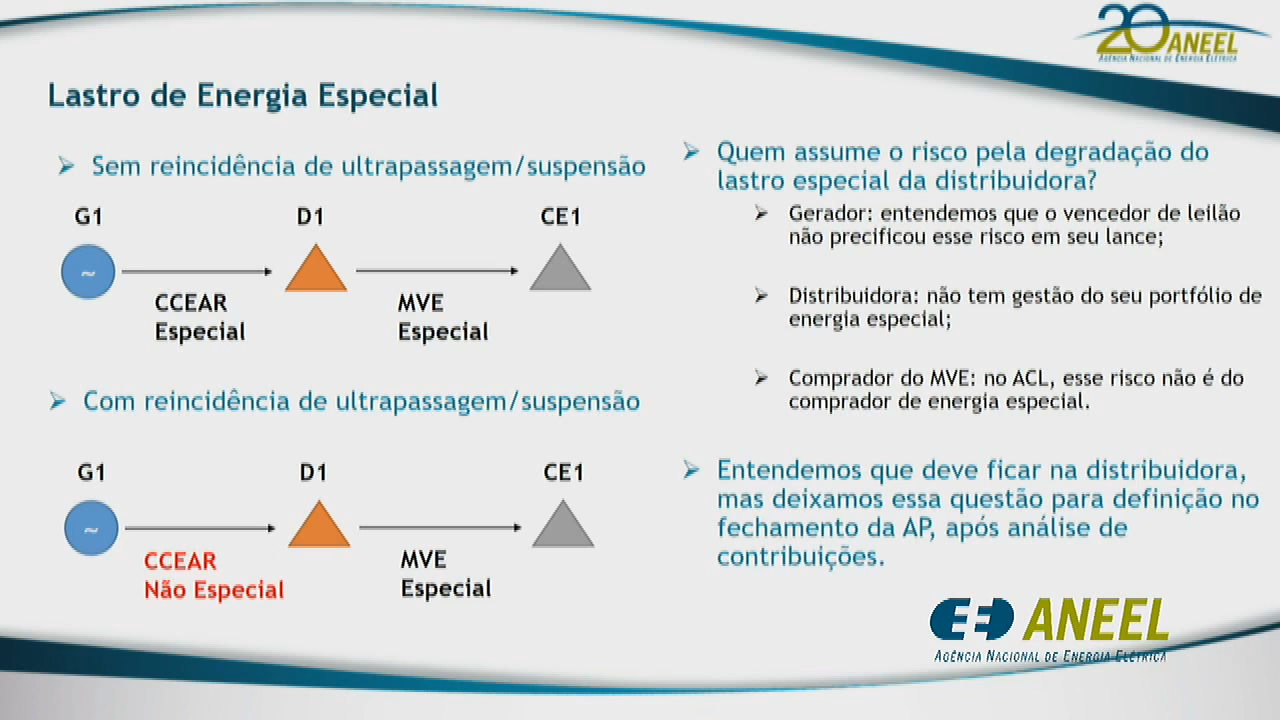 20 ANEEL
AGÊNCIA NACIONAL DE ENERGIA ELÉTRICA
Lastro de Energia Especial
Sem reincidência de ultrapassagem/suspensão
G1
D1
CE1
~
CCEAR
Especial
MVE
Especial
Com reincidência de ultrapassagem/suspensão
G1
D1
CE1
~
CCEAR
Não Especial
MVE
Especial
Quem assume o risco pela degradação do
lastro especial da distribuidora?
Gerador: entendemos que o vencedor de leilão
não precificou esse risco em seu lance;
Distribuidora: não tem gestão do seu portfólio de
energia especial;
Comprador do MVE: no ACL, esse risco não é do
comprador de energia especial.
Entendemos que deve ficar na distribuidora,
mas deixamos essa questão para definição no
fechamento da AP, após análise de
contribuições.
ANEEL
AGÊNCIA NACIONAL DE ENERGIA ELÉTRICA